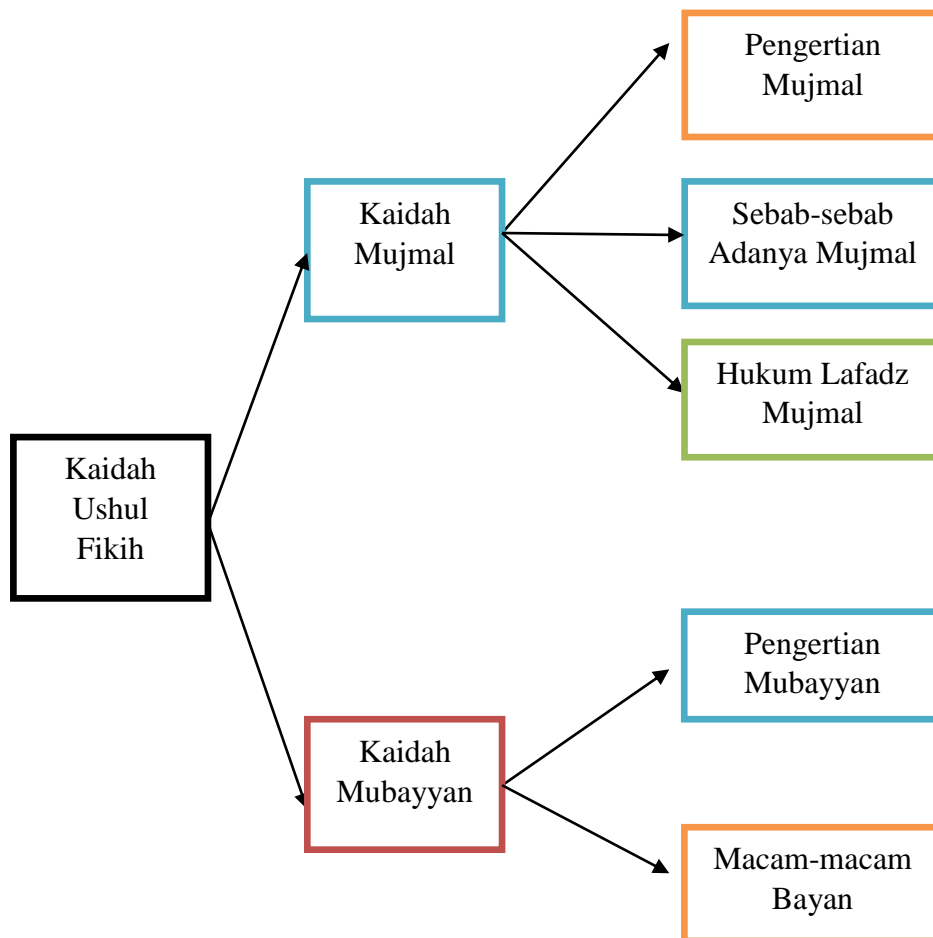 Pengertian
Mujmal
Kaidah
Mujmal
Sebab-sebab
Adanya Mujmal
Hukum Lafadz
Mujmal
Kaidah
Ushul
Fikih
Pengertian
Mubayyan
Kaidah
Mubayyan
Macam-macam
Bayan